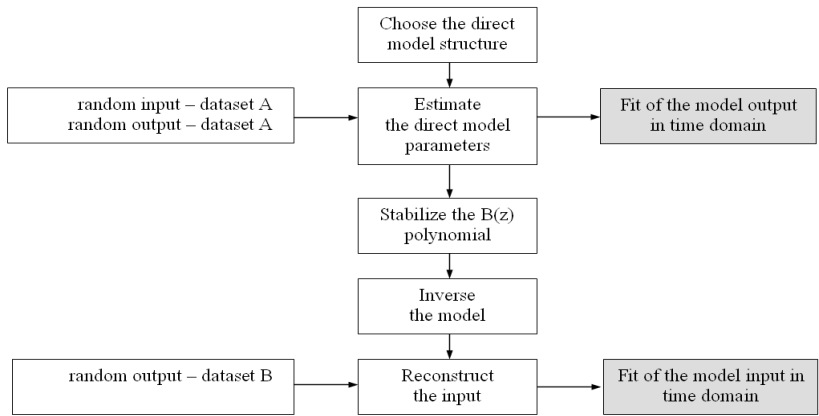 Choose the direct
model structure
random input – dataset A
random output – dataset A
Estimate
the direct model
parameters
Fit of the model output
in time domain
Stabilize the B(z)
polynomial
Inverse
the model
random output – dataset B
Reconstruct
the input
Fit of the model input in
time domain